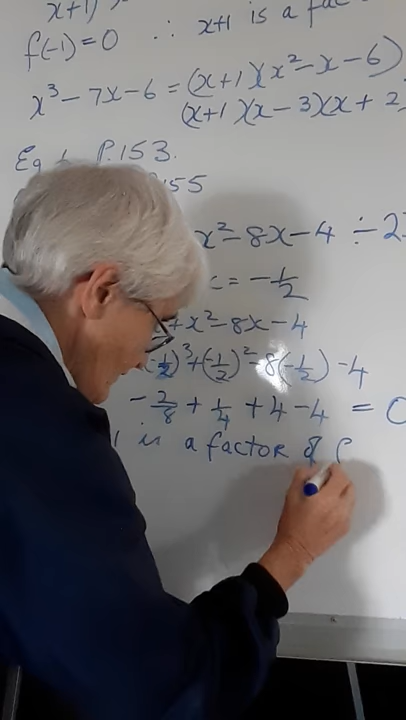 x+1)
f(-1)=0 ∴ x+1 is a fac
x³-7x-6=(x+1)(x²-x-6)
(x+1)(x-3)(x+2
Eg P.153.
155
x²-8x-4 ÷ 2
c = -1/2
+x²-8x-4
(-1/2)³+(-1/2)²-8(-1/2)-4
-2/8+1/4+4-4 = 0
1 is a factor of